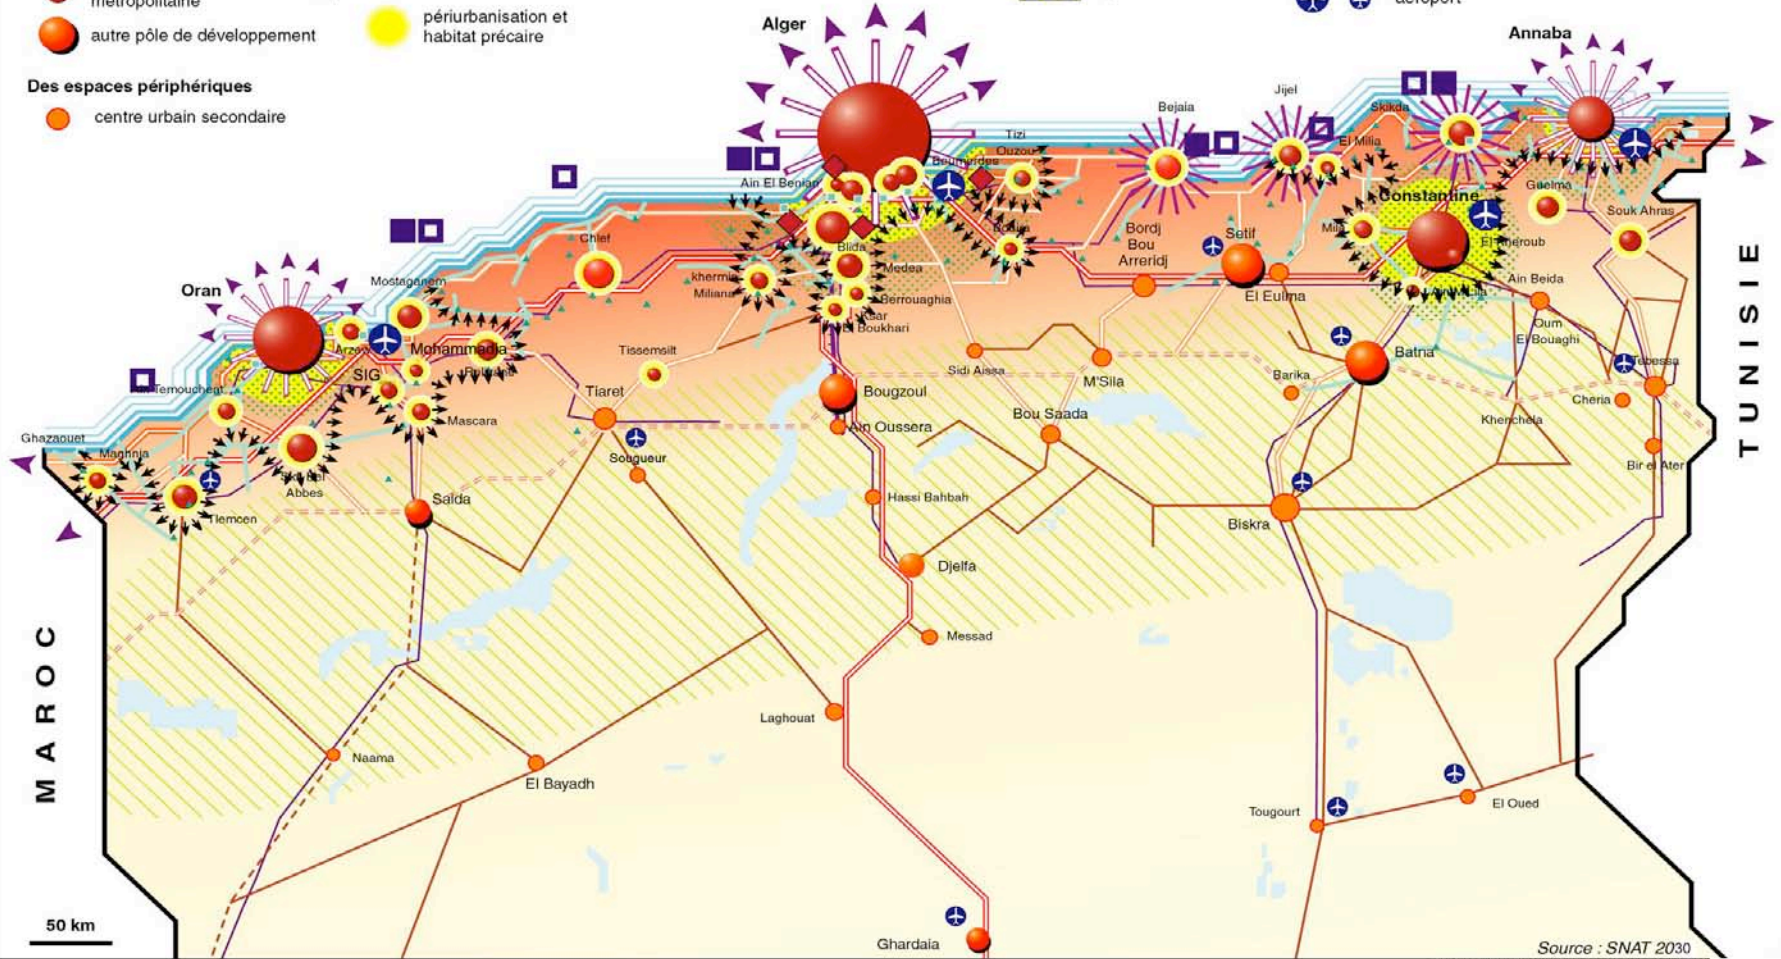 métropolitaine
autre pôle de développement
périurbanisation et
habitat précaire
aéroport
Des espaces périphériques
centre urbain secondaire
Alger
Annaba
Jijel
Bejaia
Skikda
Tizi
Ouzou
El Milia
Boumerdes
Ain El Benian
Guelma
Constantine
Souk Ahras
Mila
Bordj
Bou
Arreridj
Setif
Bouira
El Kheroub
Chlef
Blida
Medea
khermis
Miliana
Berrouaghia
Ain M'Lila
Ain Beida
El Eulma
Mostaganem
Oran
Ksar
El Boukhari
Oum
El Bouaghi
Arzew
Mohammadia
Tissemsilt
Relizane
SIG
Sidi Aissa
M'Sila
Batna
Tebessa
Barika
Ain Temouchent
Tiaret
Bougzoul
Cheria
Mascara
Bou Saada
Khenchela
Ain Oussera
Ghazaouet
Maghnia
Sougueur
Bir el Ater
Sidi Bel
Abbes
Saida
Hassi Bahbah
Tlemcen
Biskra
Djelfa
Messad
MAROC
TUNISIE
Laghouat
Naama
El Bayadh
Tougourt
El Oued
50 km
Ghardaia
Source : SNAT 2030